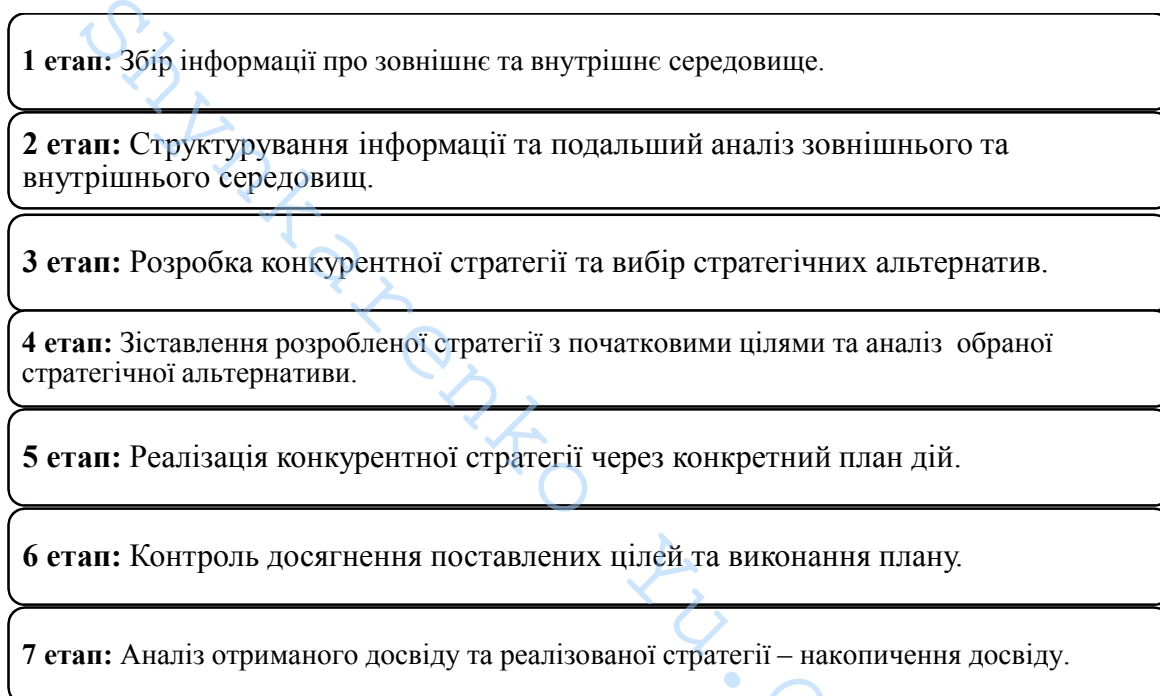 1 етап: Збір інформації про зовнішнє та внутрішнє середовище.
2 етап: Структурування інформації та подальший аналіз зовнішнього та
внутрішнього середовищ.
3 етап: Розробка конкурентної стратегії та вибір стратегічних альтернатив.
4 етап: Зіставлення розробленої стратегії з початковими цілями та аналіз обраної
стратегічної альтернативи.
5 етап: Реалізація конкурентної стратегії через конкретний план дій.
6 етап: Контроль досягнення поставлених цілей та виконання плану.
7 етап: Аналіз отриманого досвіду та реалізованої стратегії – накопичення досвіду.
Shynkarenko Yu.